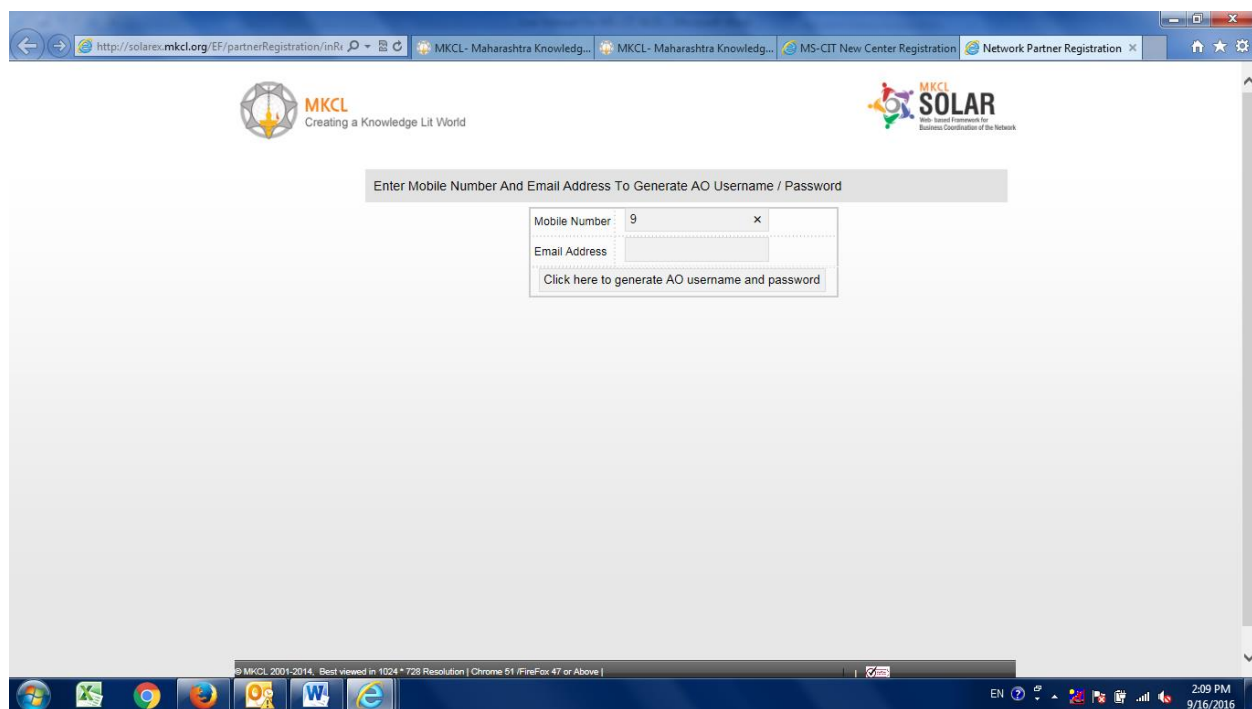 http://solarex.mkcl.org/EF/partnerRegistration/inR
MKCL- Maharashtra Knowledg...
MKCL- Maharashtra Knowledg...
MS-CIT New Center Registration
Network Partner Registration
MKCL
Creating a Knowledge Lit World
MKCL
SOLAR
Web- based Framework for
Business Coordination of the Network
Enter Mobile Number And Email Address To Generate AO Username / Password
Mobile Number 9
Email Address
Click here to generate AO username and password
© MKCL 2001-2014, Best viewed in 1024 * 728 Resolution | Chrome 51 /FireFox 47 or Above |
|
EN
2:09 PM
9/16/2016